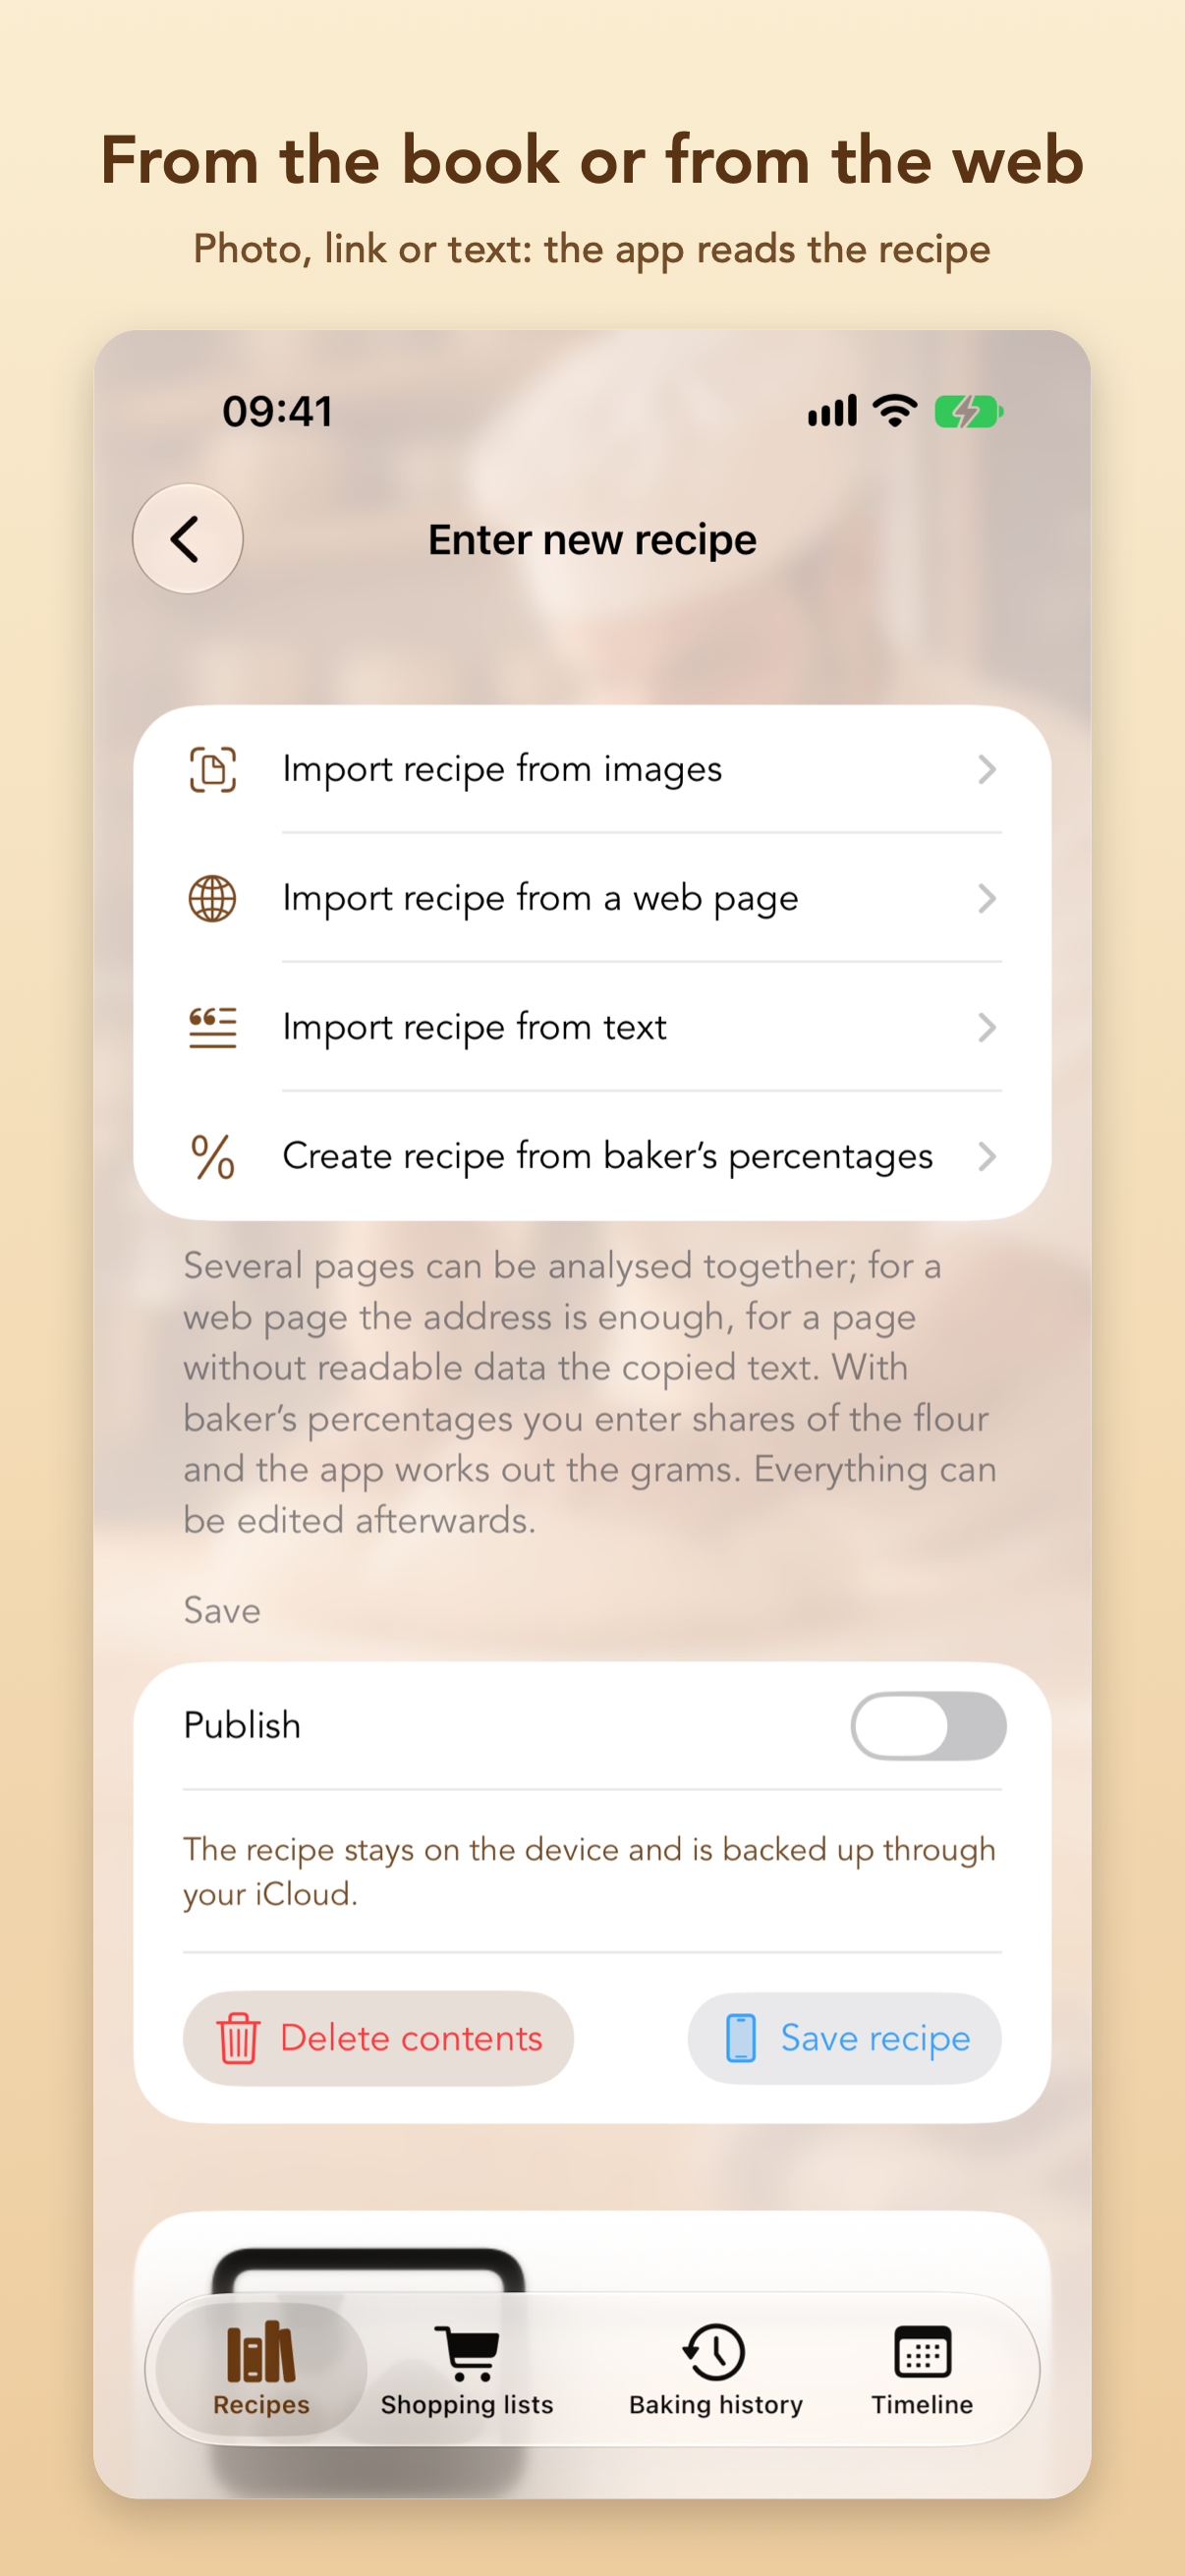 From the book or from the web
Photo, link or text: the app reads the recipe
09:41
Enter new recipe
Import recipe from images
Import recipe from a web page
Import recipe from text
Create recipe from baker’s percentages
Several pages can be analysed together; for a
web page the address is enough, for a page
without readable data the copied text. With
baker’s percentages you enter shares of the flour
and the app works out the grams. Everything can
be edited afterwards.
Save
Publish
The recipe stays on the device and is backed up through
your iCloud.
Delete contents
Save recipe
Recipes
Shopping lists
Baking history
Timeline